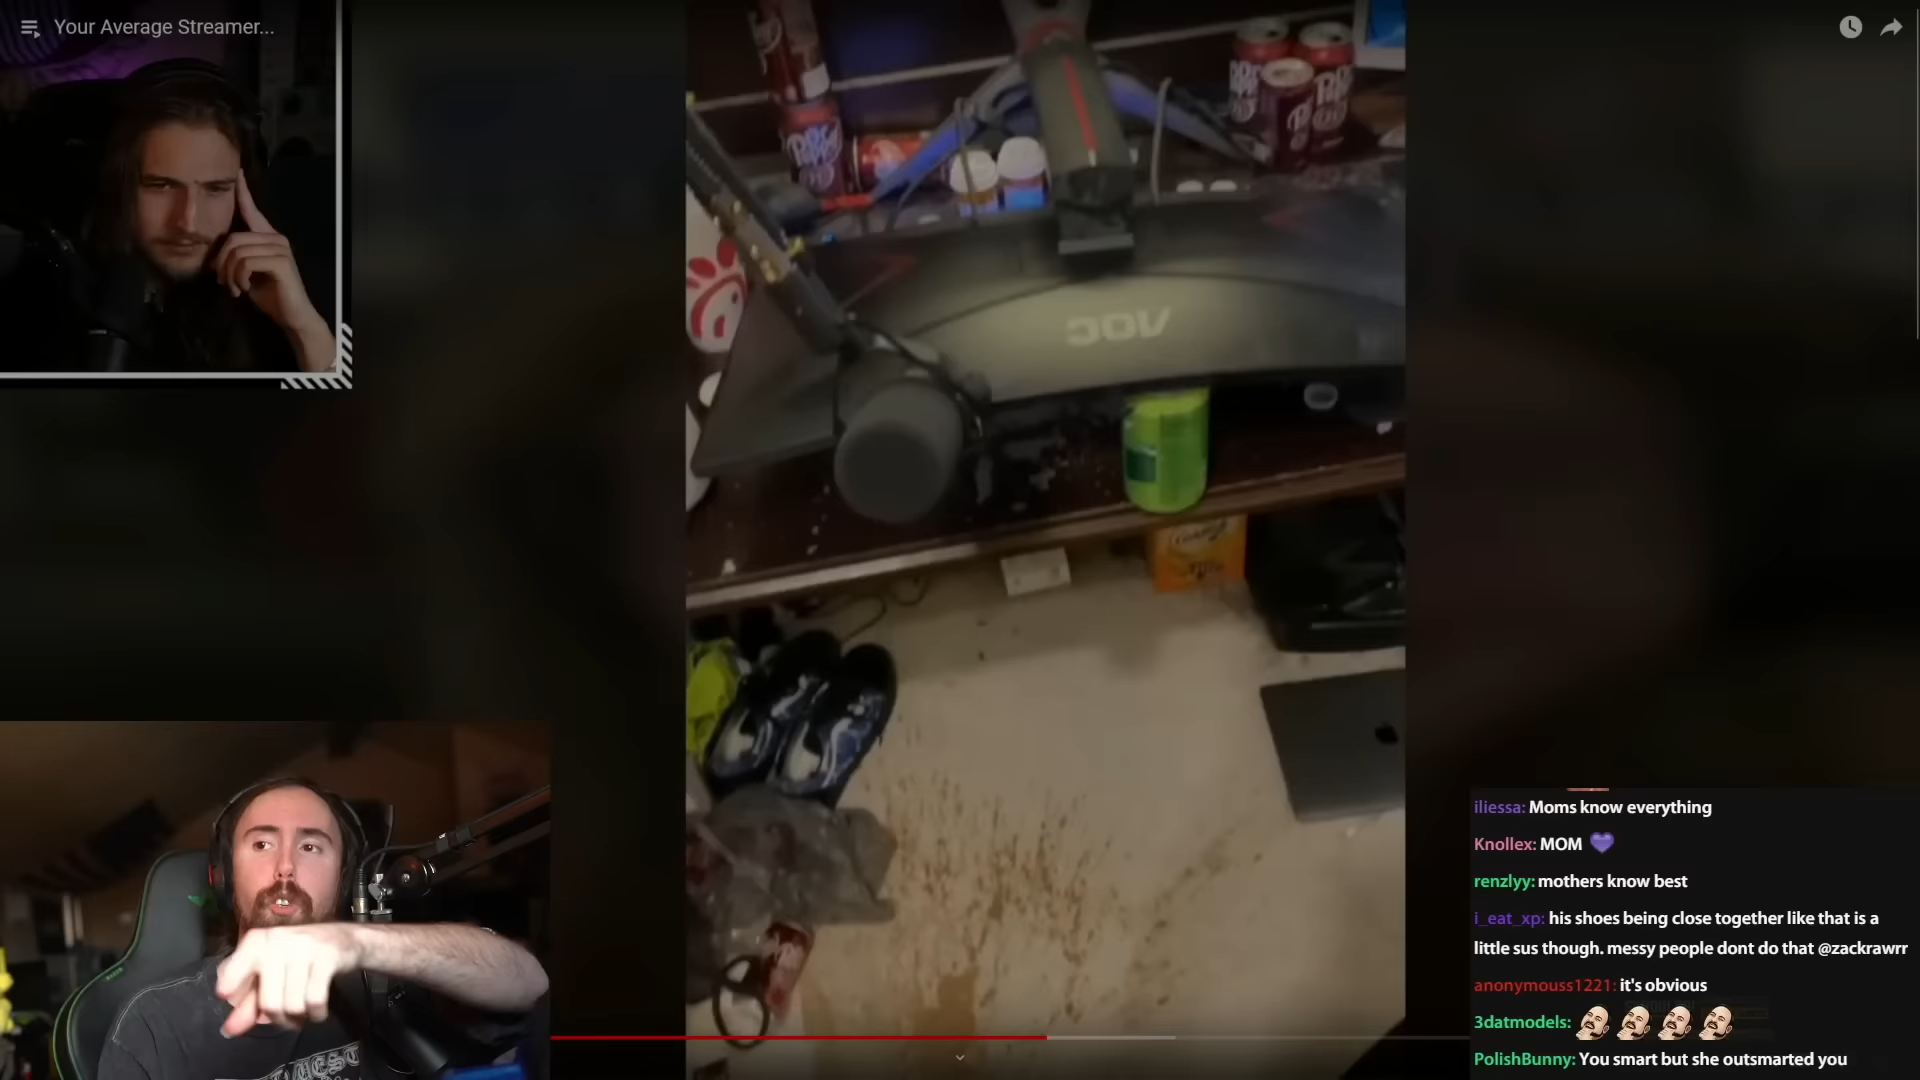 Your Average Streamer...
AOC
iliessa: Moms know everything
Knollex: MOM
renzlyy: mothers know best
i_eat_xp: his shoes being close together like that is a
little sus though. messy people dont do that @zackrawrr
anonymouss1221: it's obvious
3datmodels:
PolishBunny: You smart but she outsmarted you